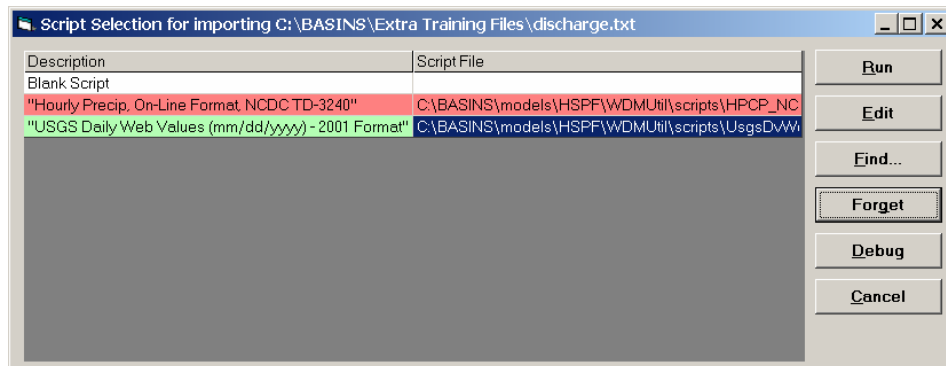 Script Selection for importing C:\BASINS\Extra Training Files\discharge.txt
Description Script File
Blank Script
"Hourly Precip, On-Line Format, NCDC TD-3240" C:\BASINS\models\HSPF\WDMUtil\scripts\HPCP_NC
"USGS Daily Web Values (mm/dd/yyyy) - 2001 Format" C:\BASINS\models\HSPF\WDMUtil\scripts\UsgsDvW
Run
Edit
Find...
Forget
Debug
Cancel